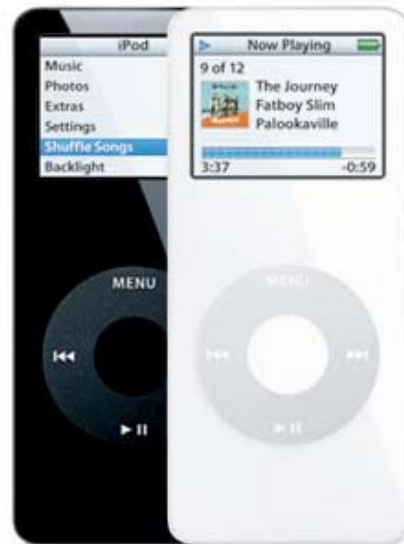 iPod
Music
Photos
Extras
Settings
Shuffle Songs
Backlight
MENU
Now Playing
9 of 12
The Journey
Fatboy Slim
Palookaville
3:37 -0:59
MENU